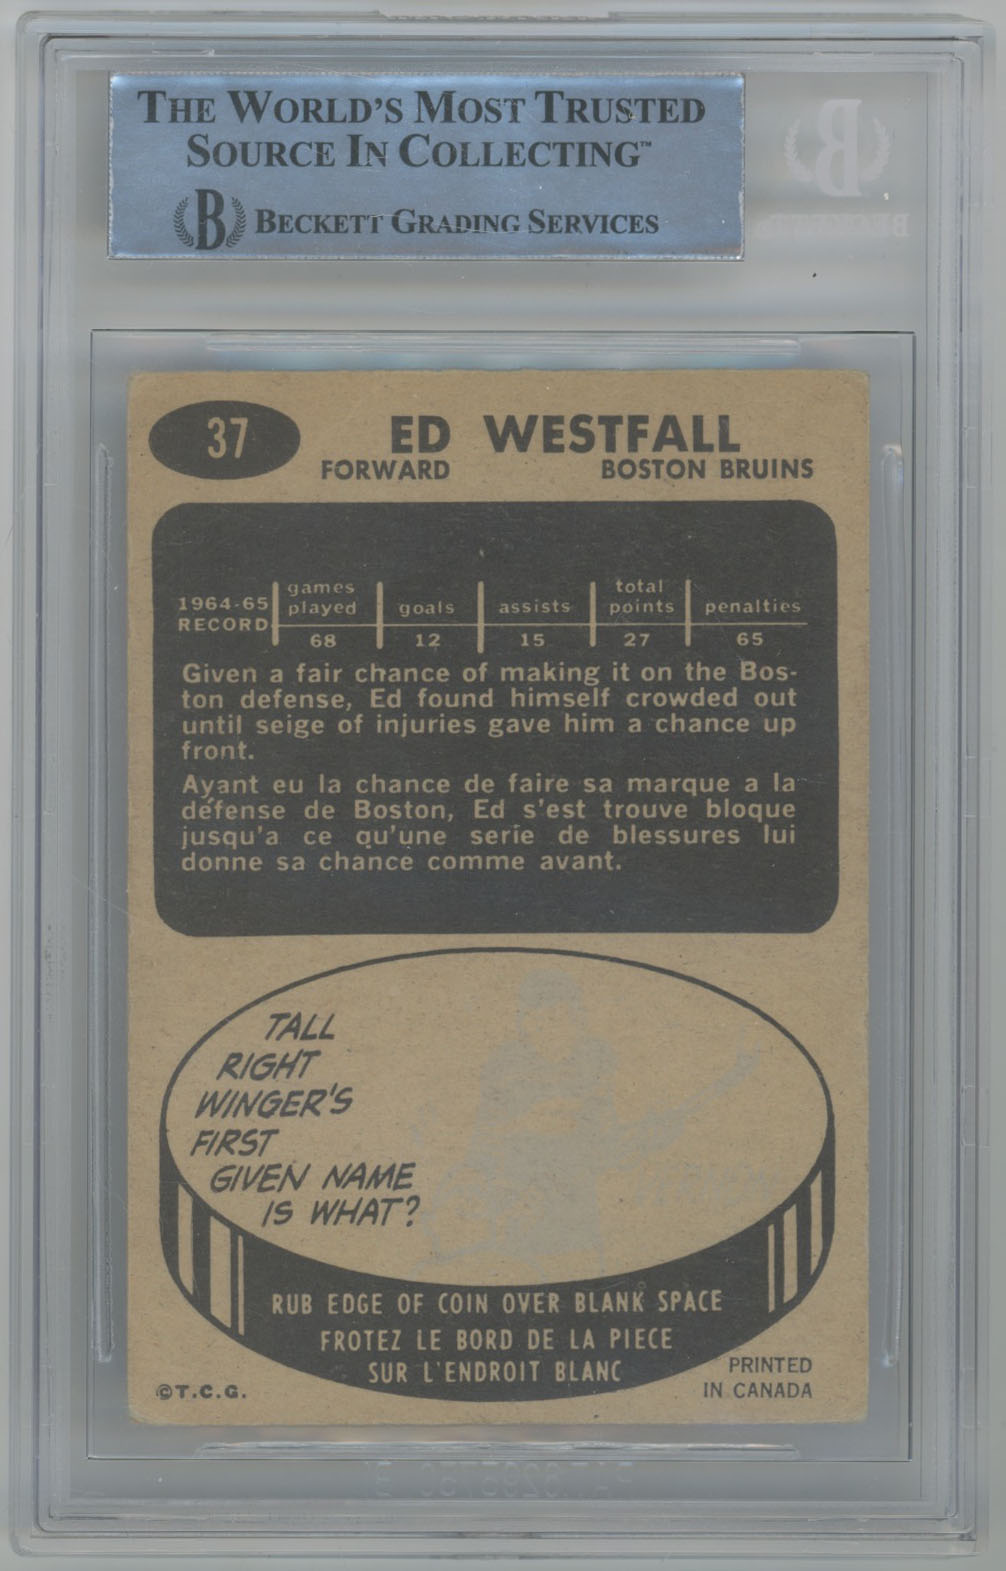 THE WORLD'S MOST TRUSTED
SOURCE IN COLLECTING™
B BECKETT GRADING SERVICES
37
ED WESTFALL
FORWARD BOSTON BRUINS
1964-65 RECORD
games played goals assists total points penalties
68 12 15 27 65
Given a fair chance of making it on the Bos-
ton defense, Ed found himself crowded out
until seige of injuries gave him a chance up
front.
Ayant eu la chance de faire sa marque a la
défense de Boston, Ed s'est trouve bloque
jusqu'a ce qu'une serie de blessures lui
donne sa chance comme avant.
TALL
RIGHT
WINGER'S
FIRST
GIVEN NAME
IS WHAT?
RUB EDGE OF COIN OVER BLANK SPACE
FROTEZ LE BORD DE LA PIECE
SUR L'ENDROIT BLANC
©T.C.G.
PRINTED
IN CANADA